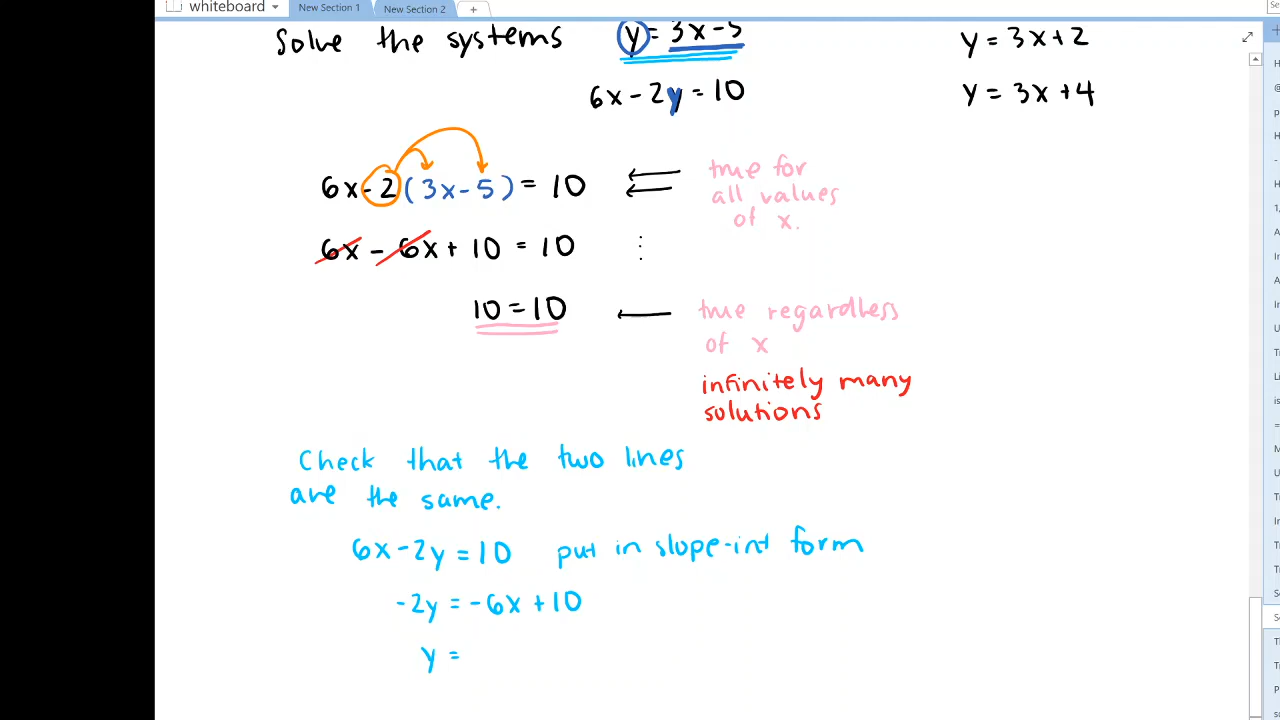 whiteboard New Section 1 New Section 2 +
Solve the systems y = 3x - 5 y = 3x + 2
6x - 2y = 10 y = 3x + 4
6x - 2 ( 3x - 5 ) = 10
true for
all values
of x.
6x - 6x + 10 = 10
10 = 10
true regardless
of x
infinitely many
solutions
Check that the two lines
are the same.
6x - 2y = 10 put in slope-int form
-2y = -6x + 10
y =